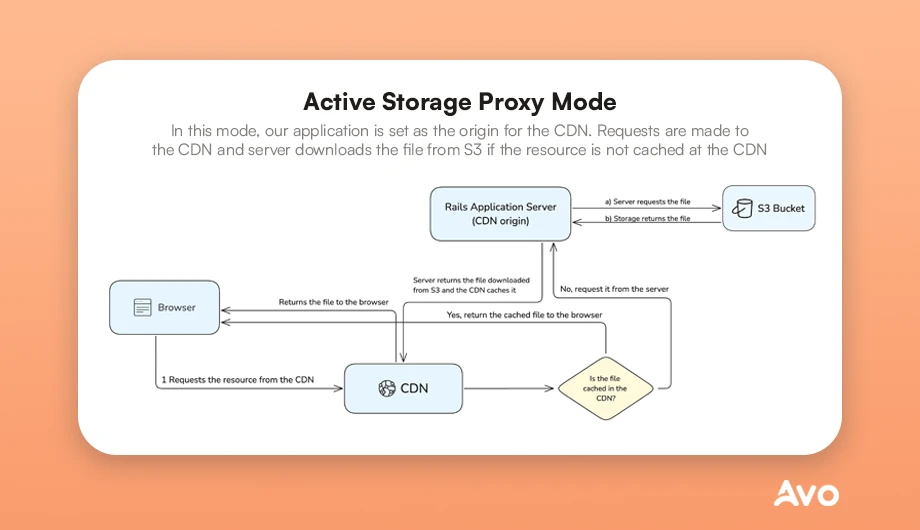 Active Storage Proxy Mode
In this mode, our application is set as the origin for the CDN. Requests are made to
the CDN and server downloads the file from S3 if the resource is not cached at the CDN
Rails Application Server
(CDN origin)
a) Server requests the file
b) Storage returns the file
S3 Bucket
Server returns the file downloaded
from S3 and the CDN caches it
No, request it from the server
Browser
Returns the file to the browser
Yes, return the cached file to the browser
1 Requests the resource from the CDN
CDN
Is the file
cached in the
CDN?
Avo